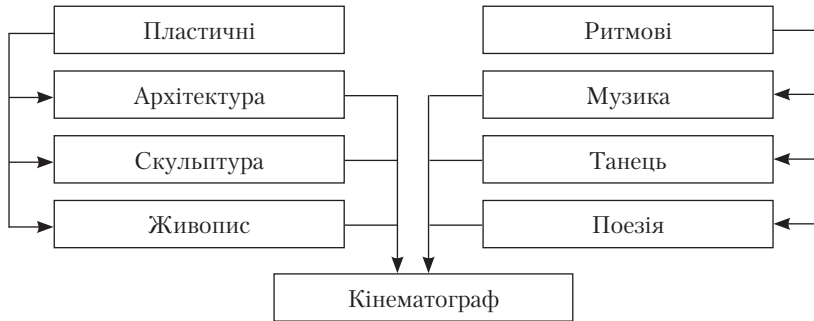 Пластичні
Ритмові
Архітектура
Музика
Скульптура
Танець
Живопис
Поезія
Кінематограф